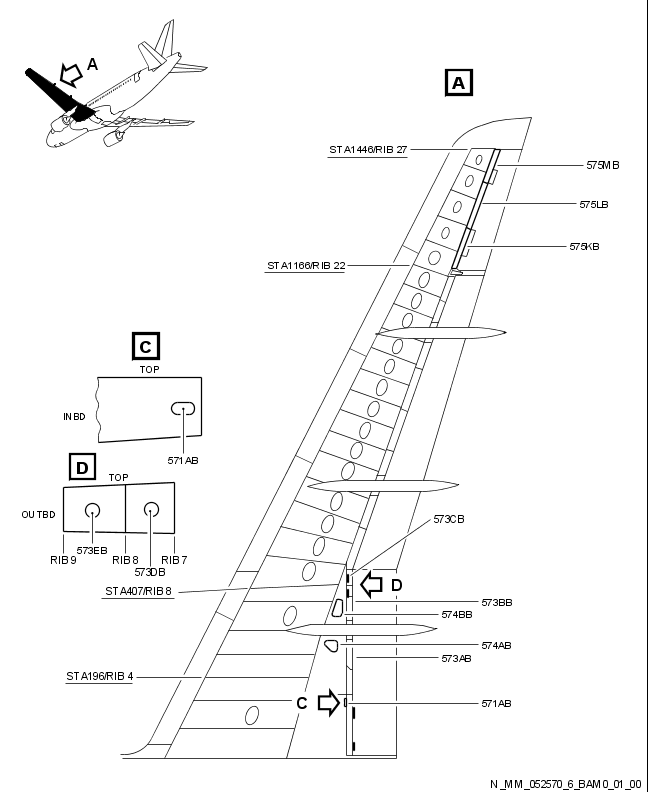 A
A
STA1446/RIB 27
575MB
575LB
575KB
STA1166/RIB 22
C
TOP
INBD
571AB
D
TOP
OUTBD
573EB
RIB 9
RIB 8
RIB 7
573DB
573CB
D
STA407/RIB 8
573BB
574BB
574AB
573AB
STA196/RIB 4
C
571AB
N_MM_052570_6_BAM0_01_00